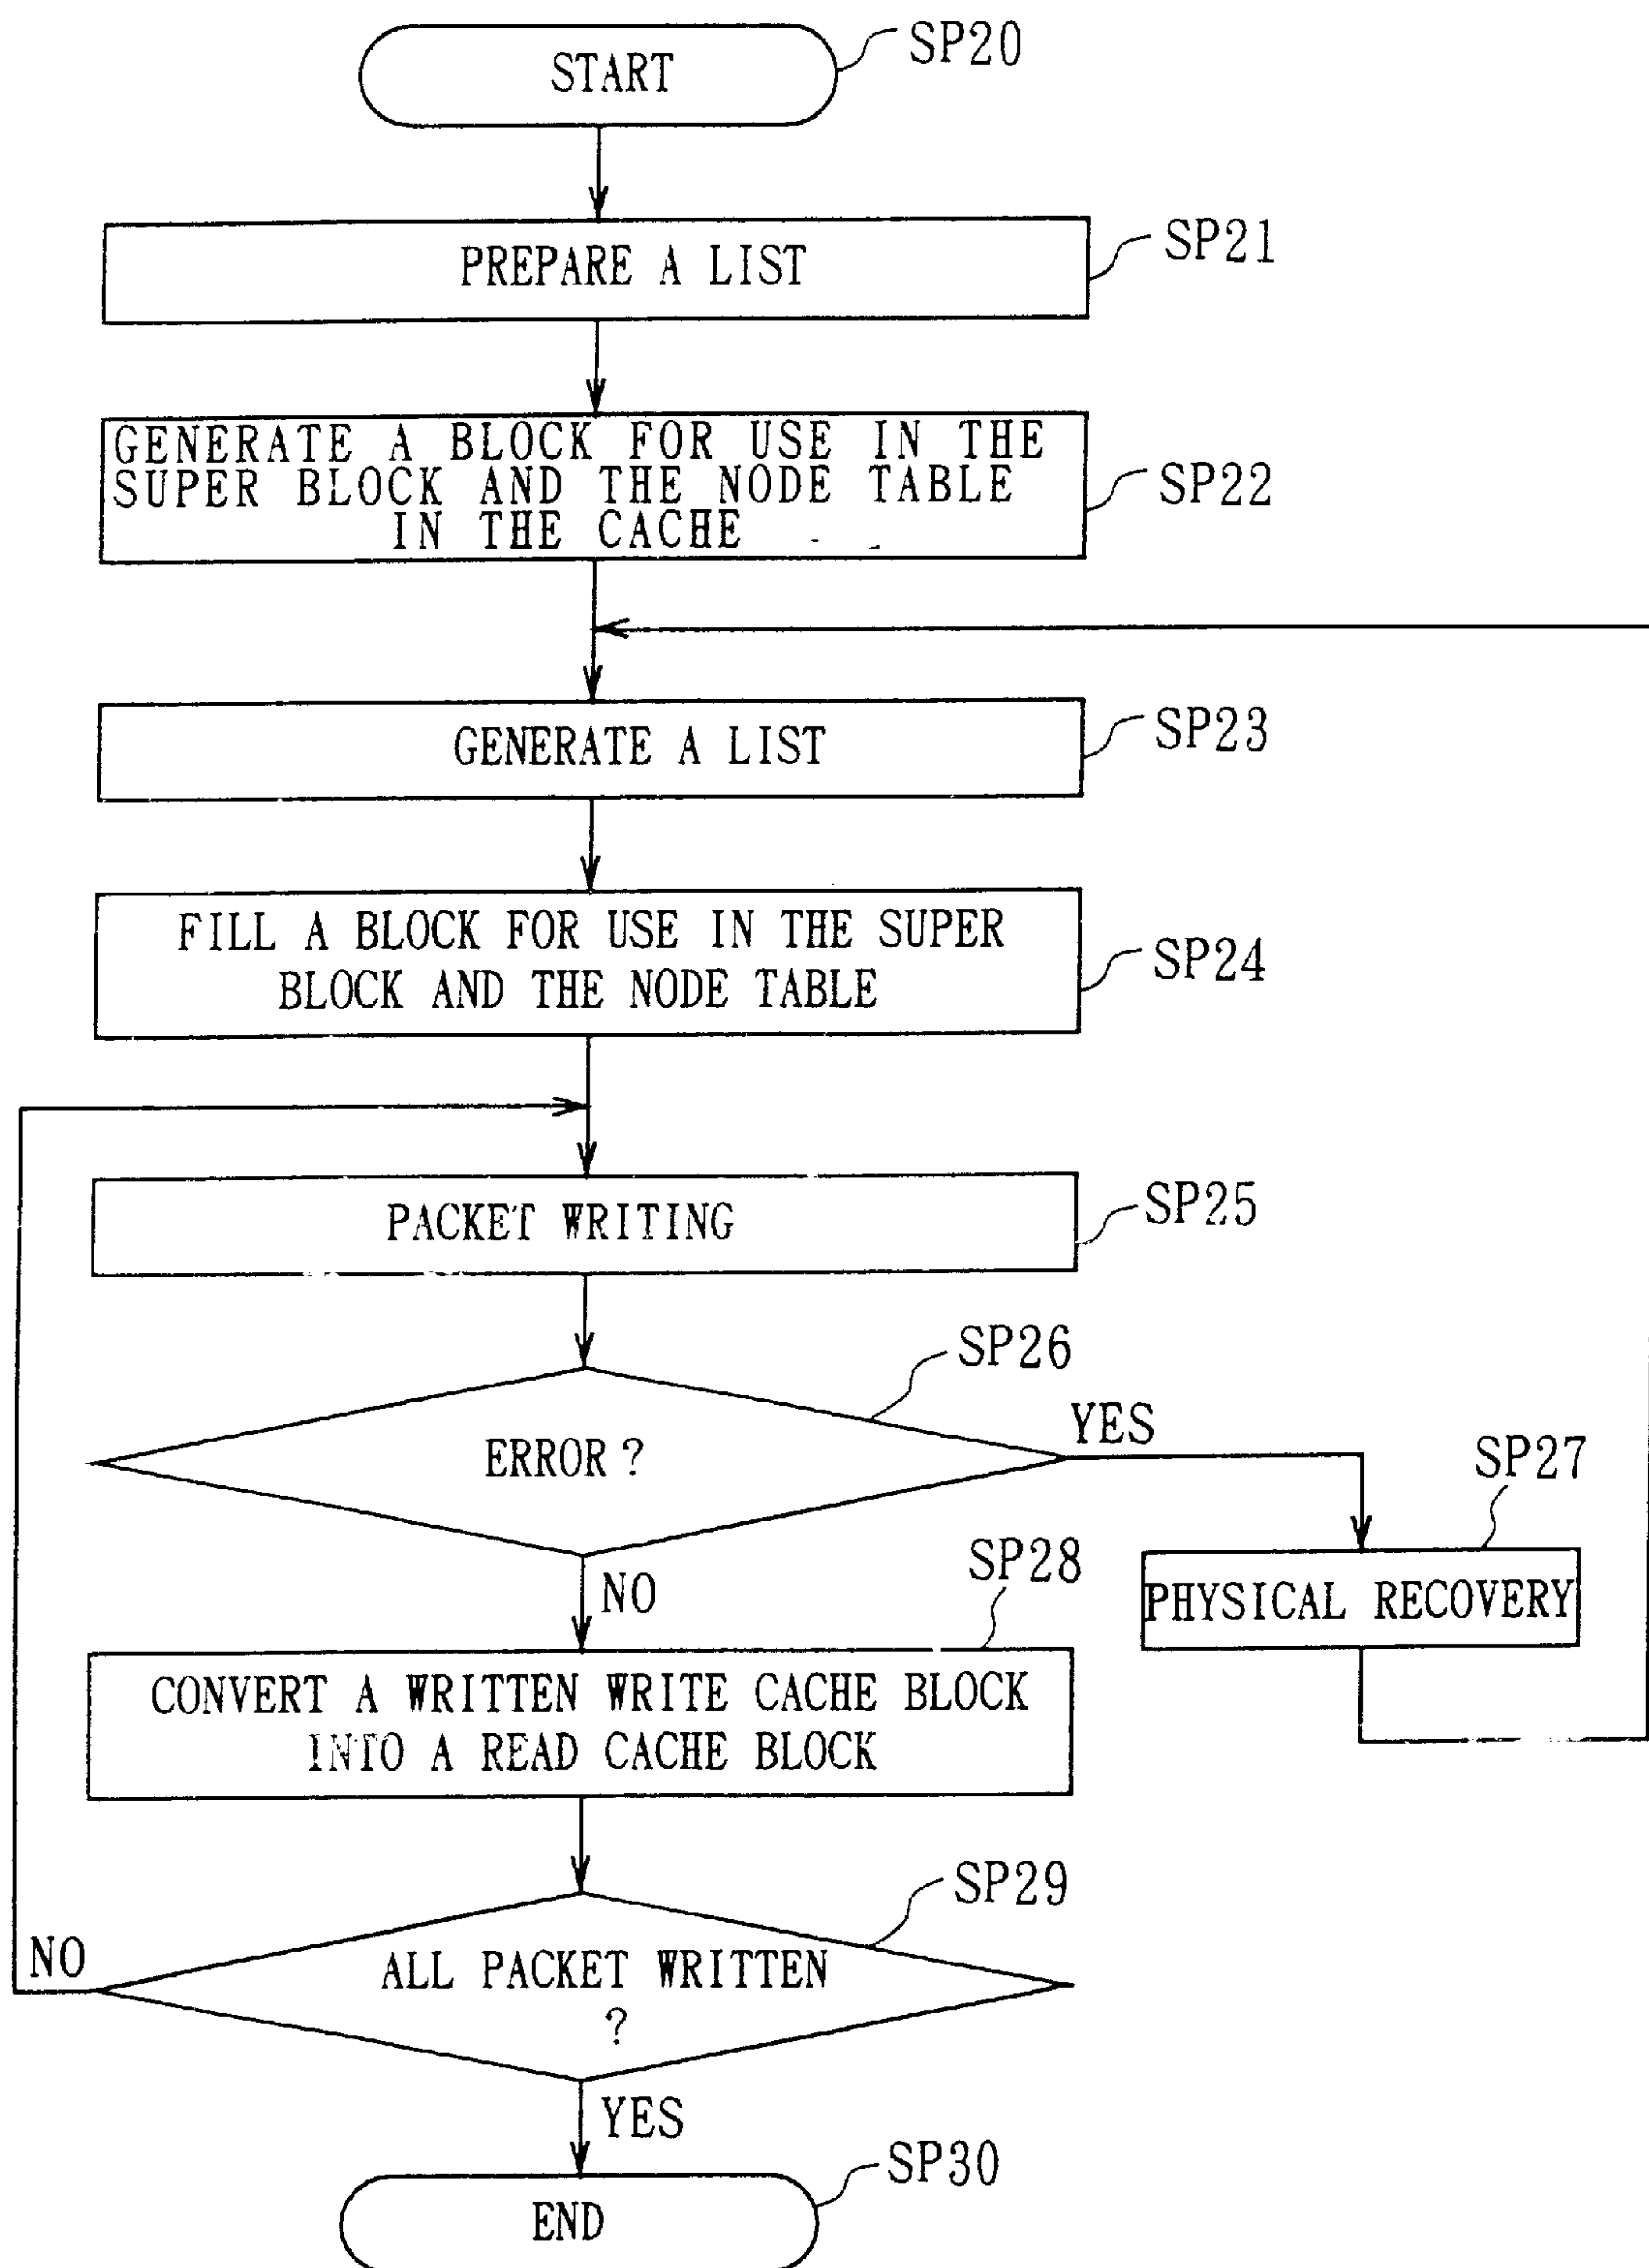 START
SP20
PREPARE A LIST
SP21
GENERATE A BLOCK FOR USE IN THE
SUPER BLOCK AND THE NODE TABLE
IN THE CACHE
SP22
GENERATE A LIST
SP23
FILL A BLOCK FOR USE IN THE SUPER
BLOCK AND THE NODE TABLE
SP24
PACKET WRITING
SP25
SP26
ERROR?
YES
SP27
PHYSICAL RECOVERY
NO
SP28
CONVERT A WRITTEN WRITE CACHE BLOCK
INTO A READ CACHE BLOCK
SP29
ALL PACKET WRITTEN
?
NO
YES
SP30
END